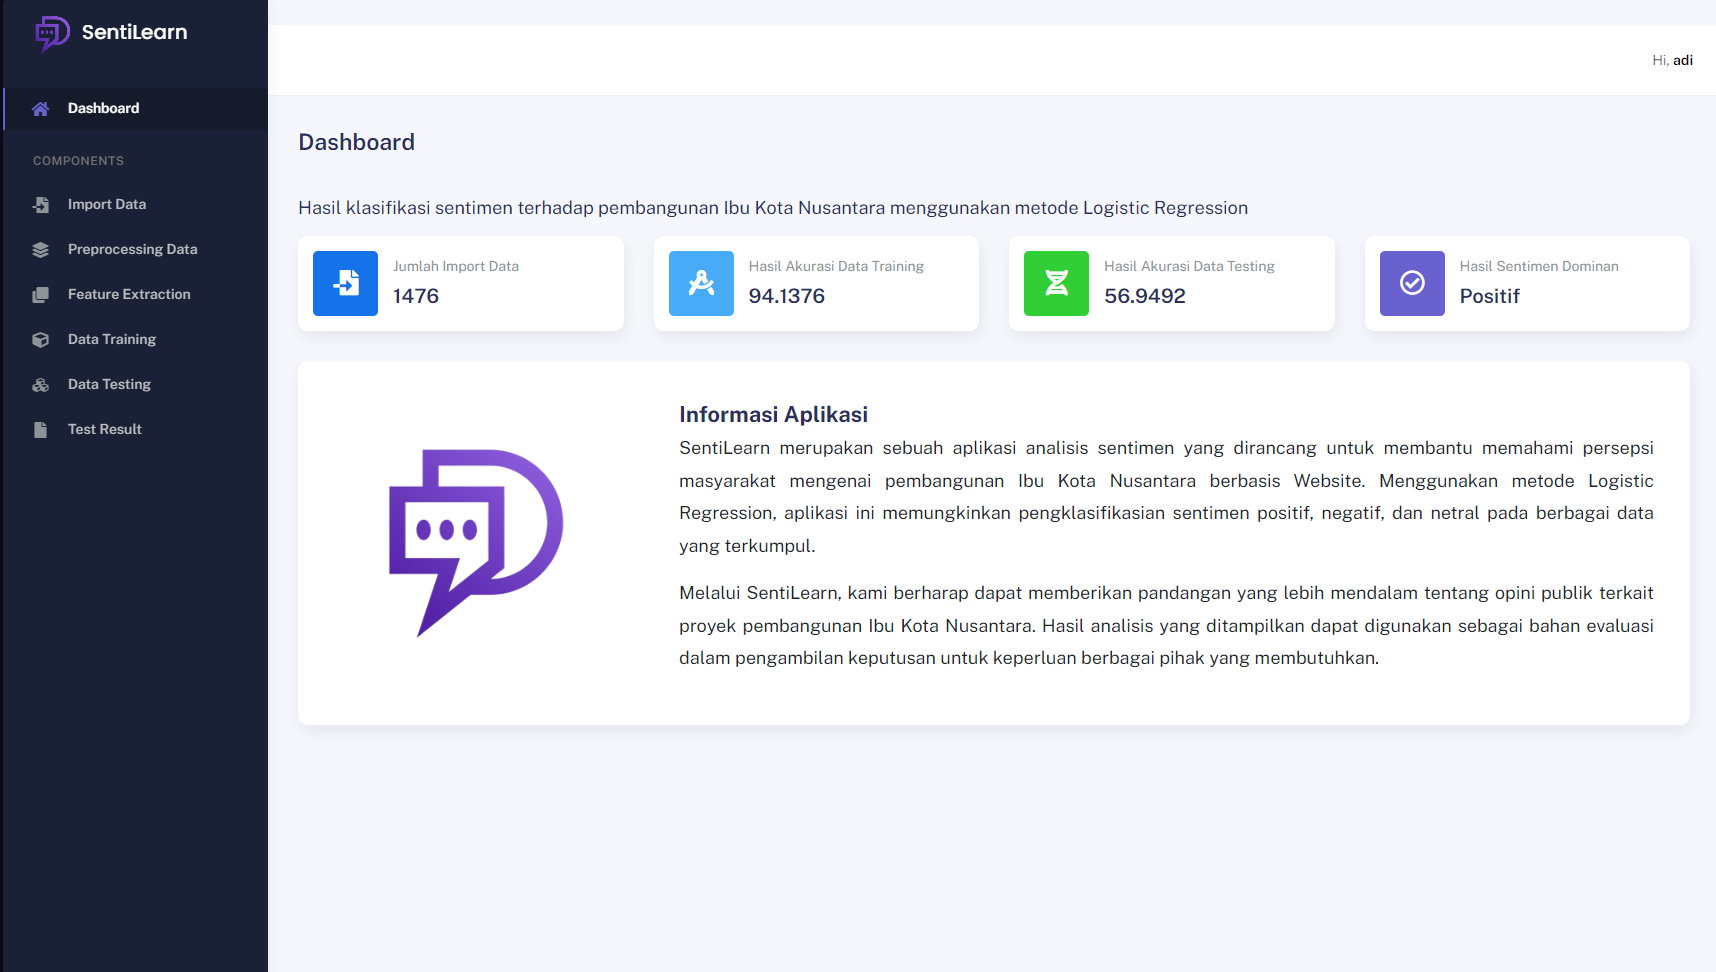 SentiLearn
Hi, adi
Dashboard
COMPONENTS
Import Data
Preprocessing Data
Feature Extraction
Data Training
Data Testing
Test Result
Dashboard
Hasil klasifikasi sentimen terhadap pembangunan Ibu Kota Nusantara menggunakan metode Logistic Regression
Jumlah Import Data
1476
Hasil Akurasi Data Training
94.1376
Hasil Akurasi Data Testing
56.9492
Hasil Sentimen Dominan
Positif
Informasi Aplikasi
SentiLearn merupakan sebuah aplikasi analisis sentimen yang dirancang untuk membantu memahami persepsi
masyarakat mengenai pembangunan Ibu Kota Nusantara berbasis Website. Menggunakan metode Logistic
Regression, aplikasi ini memungkinkan pengklasifikasian sentimen positif, negatif, dan netral pada berbagai data
yang terkumpul.
Melalui SentiLearn, kami berharap dapat memberikan pandangan yang lebih mendalam tentang opini publik terkait
proyek pembangunan Ibu Kota Nusantara. Hasil analisis yang ditampilkan dapat digunakan sebagai bahan evaluasi
dalam pengambilan keputusan untuk keperluan berbagai pihak yang membutuhkan.